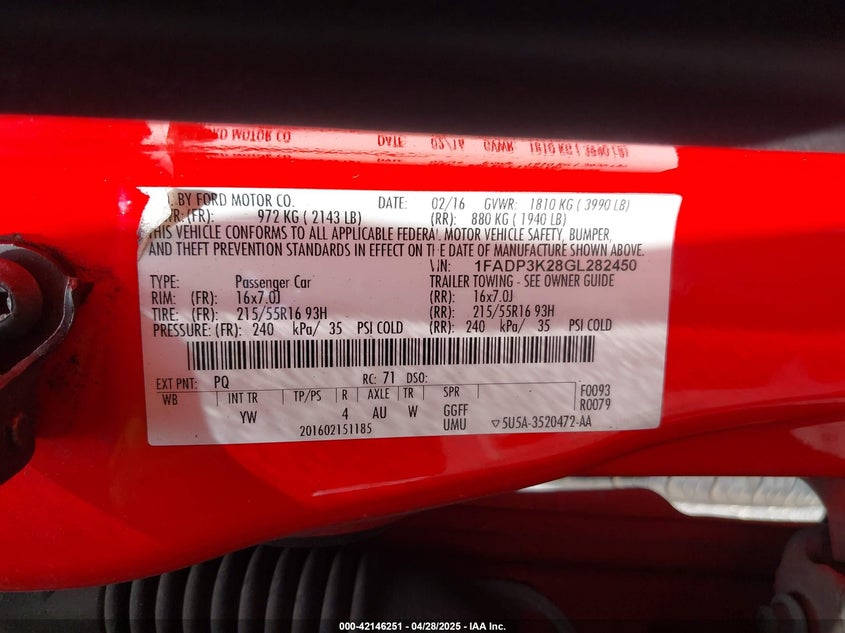 BY FORD MOTOR CO. DATE: 02/16 GVWR: 1810 KG ( 3990 LB)
(FR): 972 KG ( 2143 LB) (RR): 880 KG ( 1940 LB)
THIS VEHICLE CONFORMS TO ALL APPLICABLE FEDERAL MOTOR VEHICLE SAFETY, BUMPER,
AND THEFT PREVENTION STANDARDS IN EFFECT ON THE DATE OF MANUFACTURE SHOWN ABOVE.
VIN: 1FADP3K28GL282450
TYPE: Passenger Car TRAILER TOWING - SEE OWNER GUIDE
RIM: (FR): 16x7.0J (RR): 16x7.0J
TIRE: (FR): 215/55R16 93H (RR): 215/55R16 93H
PRESSURE: (FR): 240 kPa/ 35 PSI COLD (RR): 240 kPa/ 35 PSI COLD
EXT PNT: PQ RC: 71 DSO: F0093
WB INT TR TP/PS R AXLE TR SPR R0079
YW 4 AU W GGFF
201602151185 UMU ▽5U5A-3520472-AA
000-42146251 - 04/28/2025 - IAA Inc.